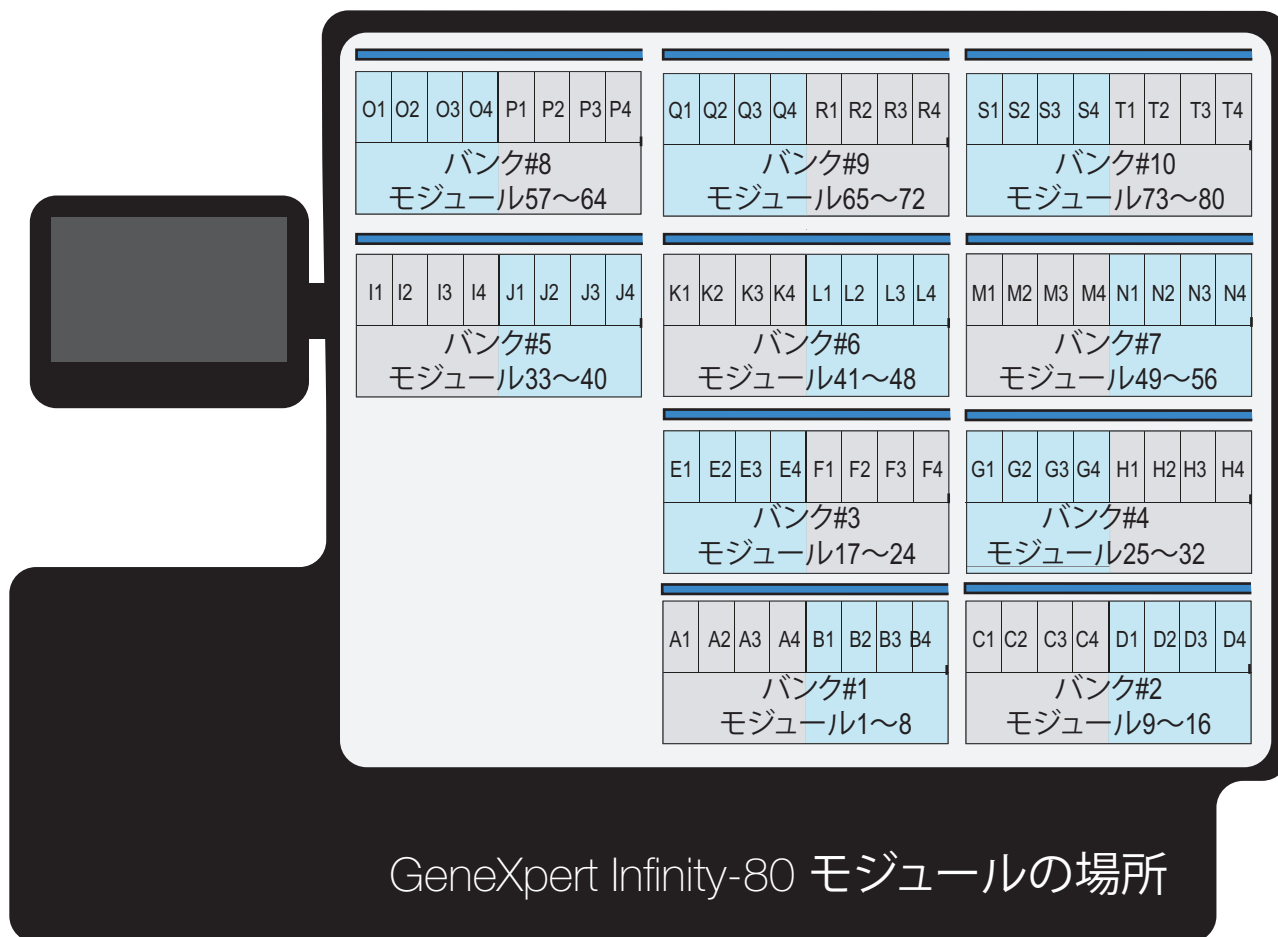 O1 O2 O3 O4 P1 P2 P3 P4
バンク#8
モジュール57～64
Q1 Q2 Q3 Q4 R1 R2 R3 R4
バンク#9
モジュール65～72
S1 S2 S3 S4 T1 T2 T3 T4
バンク#10
モジュール73～80
I1 I2 I3 I4 J1 J2 J3 J4
バンク#5
モジュール33～40
K1 K2 K3 K4 L1 L2 L3 L4
バンク#6
モジュール41～48
M1 M2 M3 M4 N1 N2 N3 N4
バンク#7
モジュール49～56
E1 E2 E3 E4 F1 F2 F3 F4
バンク#3
モジュール17～24
G1 G2 G3 G4 H1 H2 H3 H4
バンク#4
モジュール25～32
A1 A2 A3 A4 B1 B2 B3 B4
バンク#1
モジュール1～8
C1 C2 C3 C4 D1 D2 D3 D4
バンク#2
モジュール9～16
GeneXpert Infinity-80 モジュールの場所